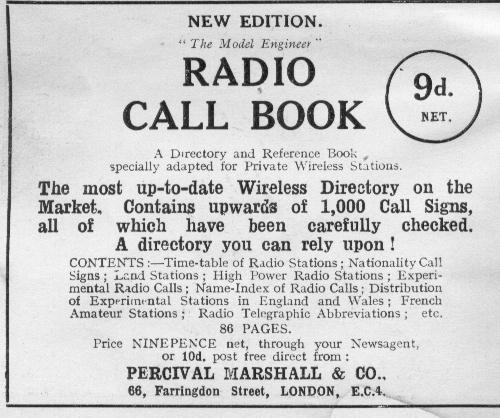 NEW EDITION.
"The Model Engineer"
RADIO
CALL BOOK
9d.
NET.
A Directory and Reference Book
specially adapted for Private Wireless Stations.
The most up-to-date Wireless Directory on the
Market. Contains upwards of 1,000 Call Signs,
all of which have been carefully checked.
A directory you can rely upon!
CONTENTS:—Time-table of Radio Stations; Nationality Call
Signs; Land Stations; High Power Radio Stations; Experi-
mental Radio Calls; Name-Index of Radio Calls; Distribution
of Experimental Stations in England and Wales; French
Amateur Stations; Radio Telegraphic Abbreviations; etc.
86 PAGES.
Price NINEPENCE net, through your Newsagent,
or 10d. post free direct from:
PERCIVAL MARSHALL & CO.,
66, Farringdon Street, LONDON, E.C.4.